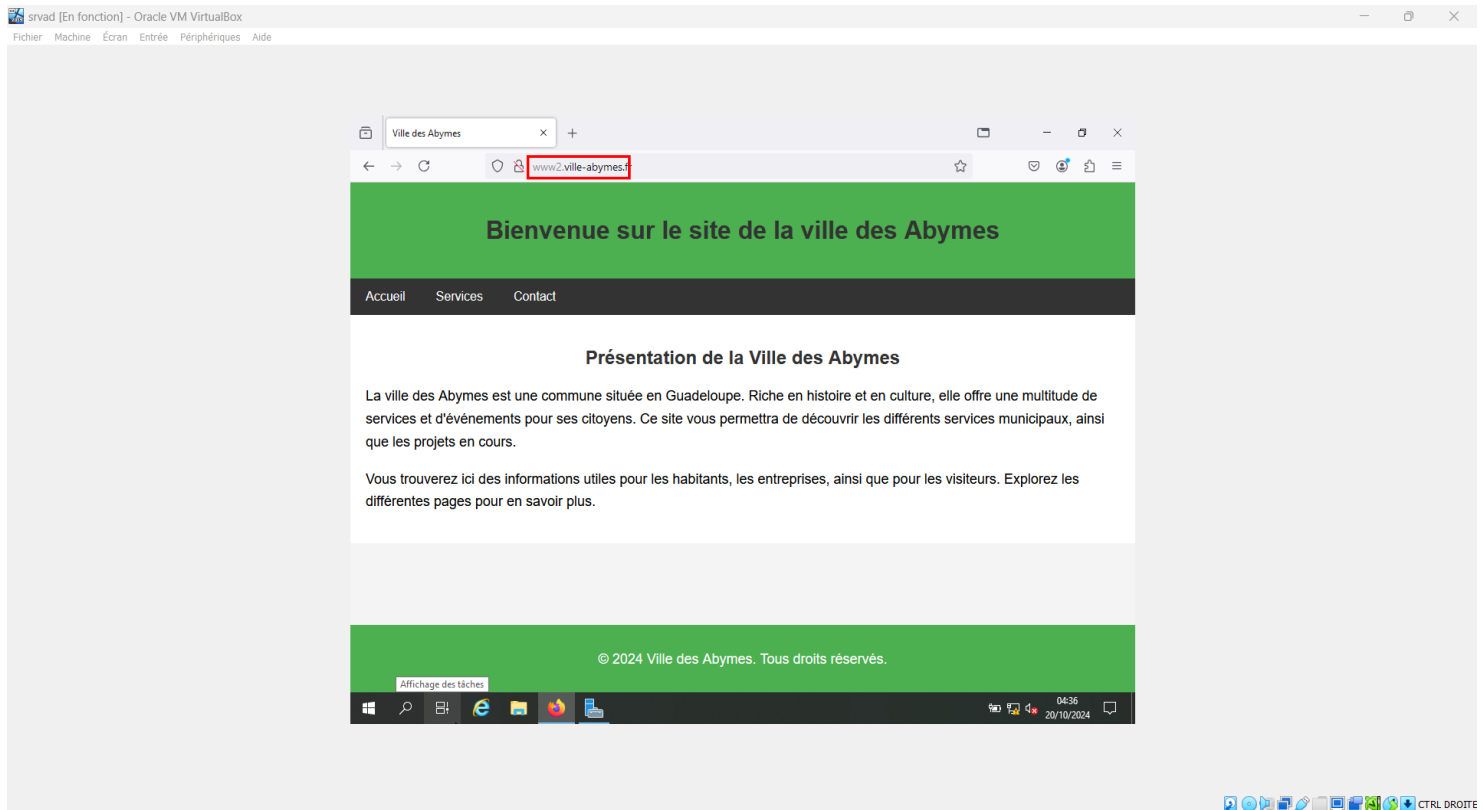 srvad [En fonction] - Oracle VM VirtualBox
Fichier Machine Écran Entrée Périphériques Aide
Ville des Abymes
www2.ville-abymes.fr
Bienvenue sur le site de la ville des Abymes
Accueil Services Contact
Présentation de la Ville des Abymes
La ville des Abymes est une commune située en Guadeloupe. Riche en histoire et en culture, elle offre une multitude de
services et d'événements pour ses citoyens. Ce site vous permettra de découvrir les différents services municipaux, ainsi
que les projets en cours.
Vous trouverez ici des informations utiles pour les habitants, les entreprises, ainsi que pour les visiteurs. Explorez les
différentes pages pour en savoir plus.
© 2024 Ville des Abymes. Tous droits réservés.
Affichage des tâches
04:36
20/10/2024
CTRL DROITE